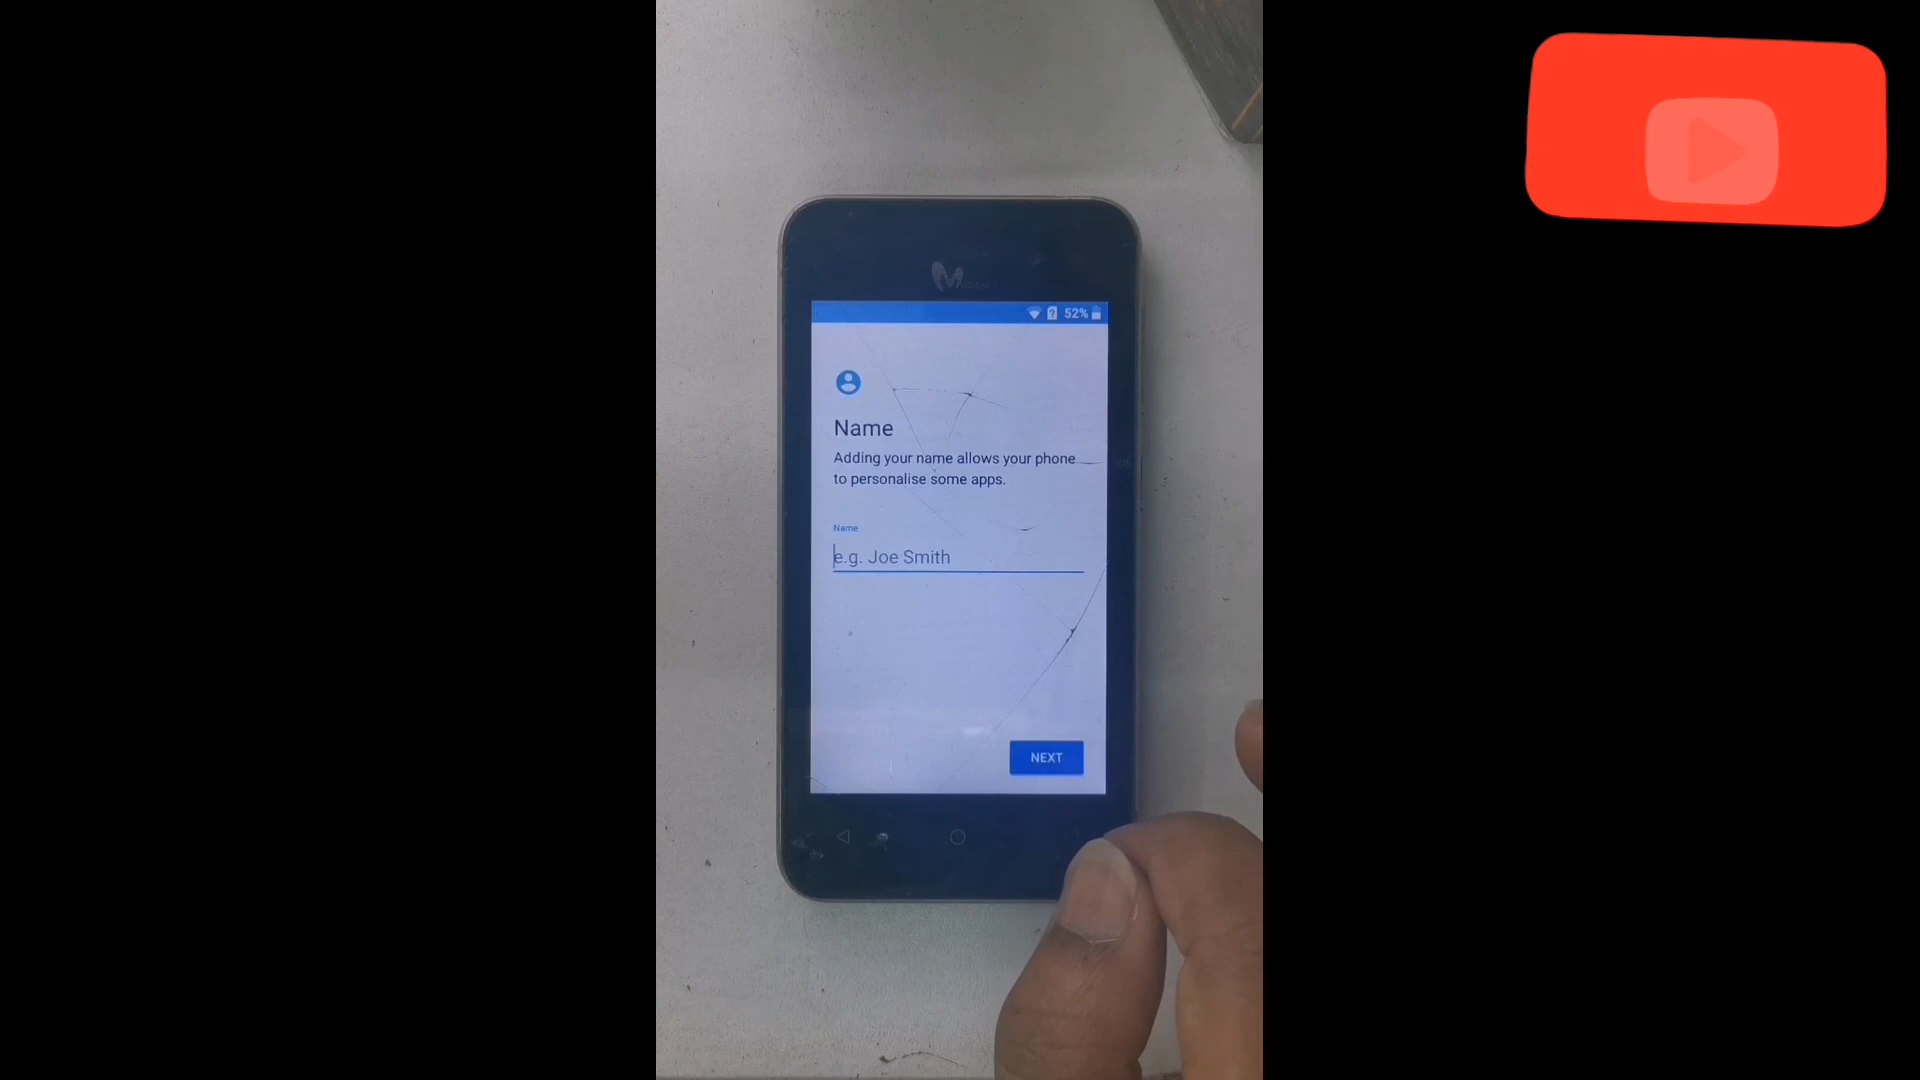 52%
Name
Adding your name allows your phone
to personalise some apps.
Name
e.g. Joe Smith
NEXT